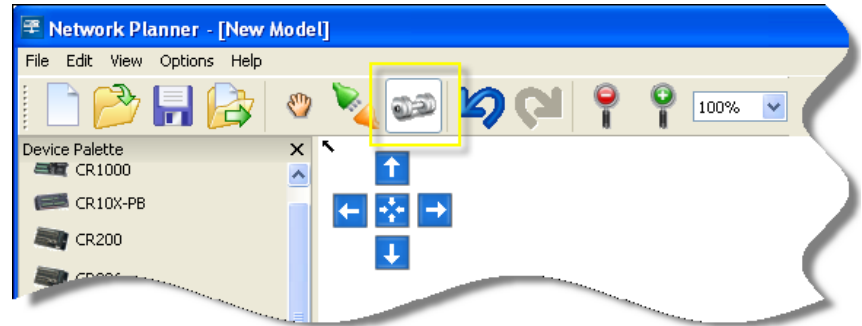 Network Planner - [New Model]
File Edit View Options Help
100%
Device Palette X
CR1000
CR10X-PB
CR200